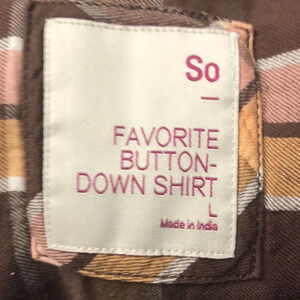 So
FAVORITE
BUTTON-
DOWN SHIRT
L
Made in India